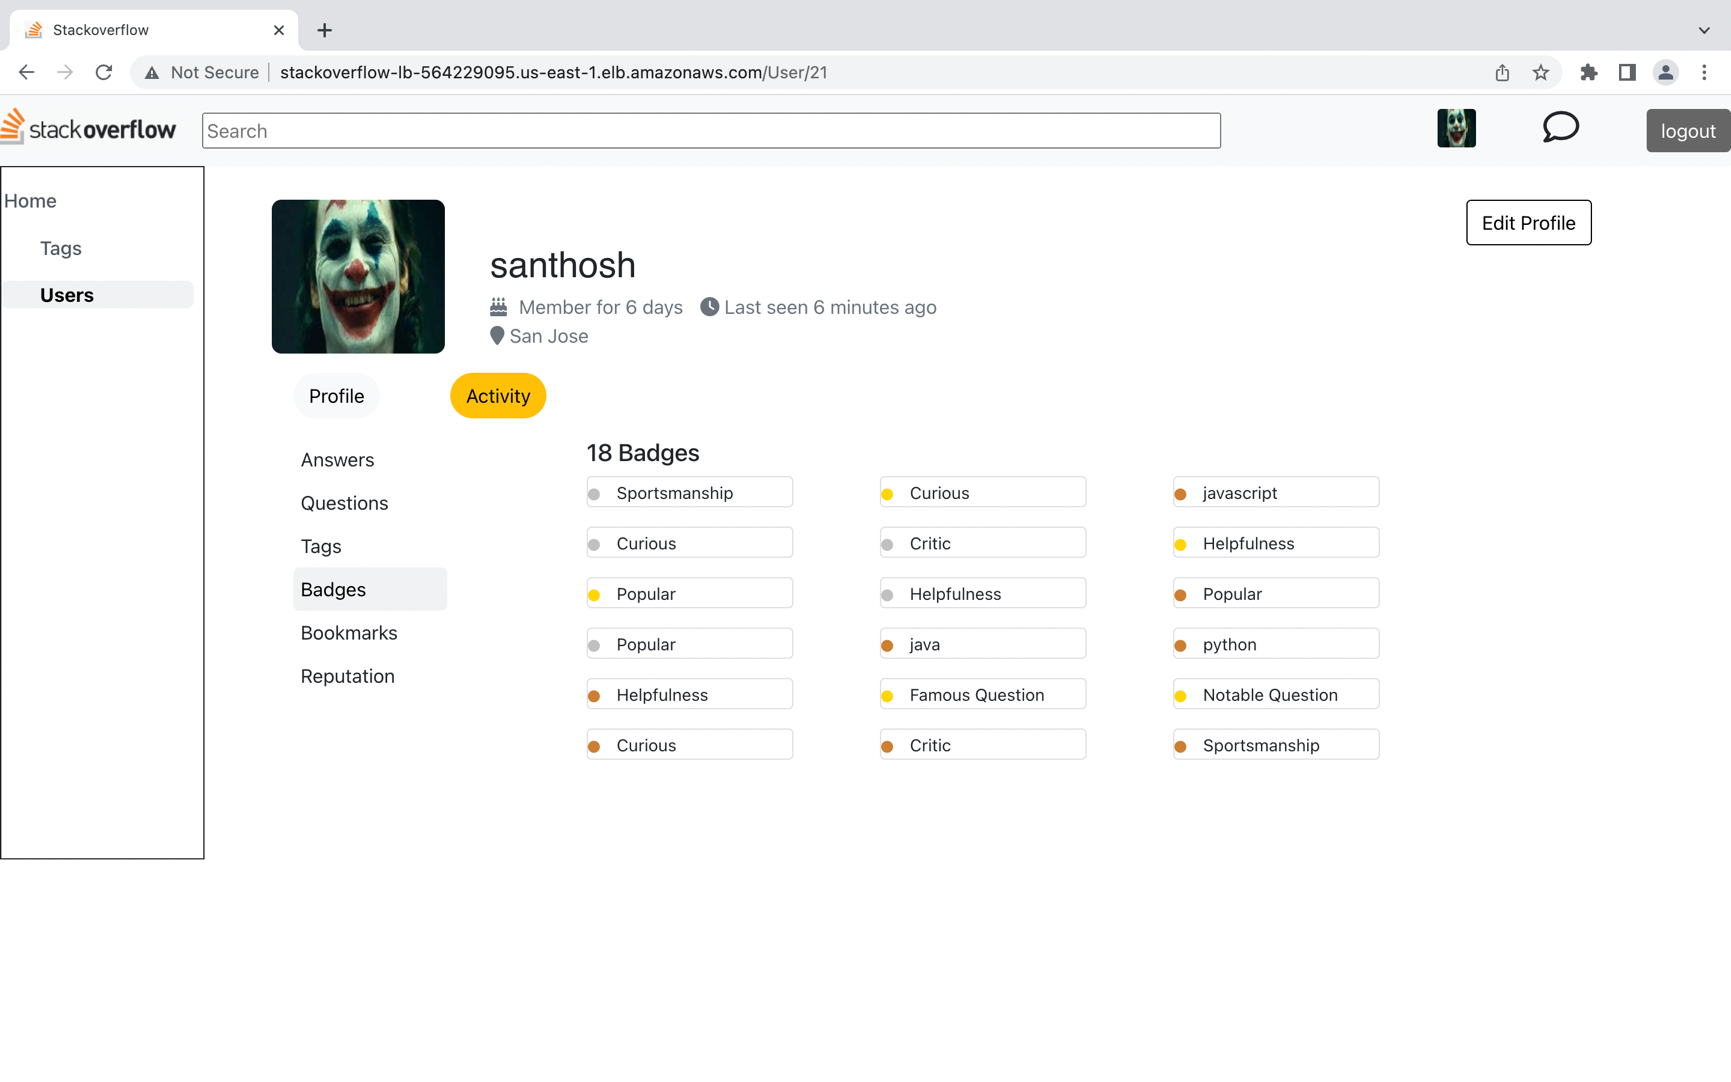 Stackoverflow
Not Secure stackoverflow-lb-564229095.us-east-1.elb.amazonaws.com/User/21
stackoverflow Search logout
Home
Tags
Users
Edit Profile
santhosh
Member for 6 days Last seen 6 minutes ago
San Jose
Profile Activity
Answers
Questions
Tags
Badges
Bookmarks
Reputation
18 Badges
Sportsmanship Curious javascript
Curious Critic Helpfulness
Popular Helpfulness Popular
Popular java python
Helpfulness Famous Question Notable Question
Curious Critic Sportsmanship